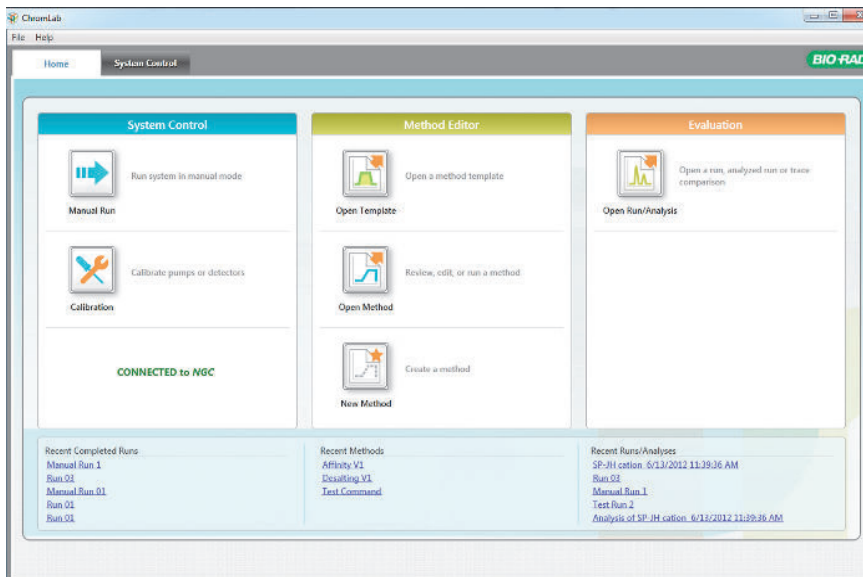 ChromLab
File Help
Home System Control
BIO-RAD
System Control
Run system in manual mode
Manual Run
Calibrate pumps or detectors
Calibration
CONNECTED to NGC
Method Editor
Open a method template
Open Template
Review, edit, or run a method
Open Method
Create a method
New Method
Evaluation
Open a run, analyzed run or trace
comparison
Open Run/Analysis
Recent Completed Runs
Manual Run 1
Run 03
Manual Run 01
Run 01
Run 01
Recent Methods
Affinity V1
Desalting V1
Test Command
Recent Runs/Analyses
SP-JH cation 6/13/2012 11:39:36 AM
Run 03
Manual Run 1
Test Run 2
Analysis of SP-JH cation 6/13/2012 11:39:36 AM